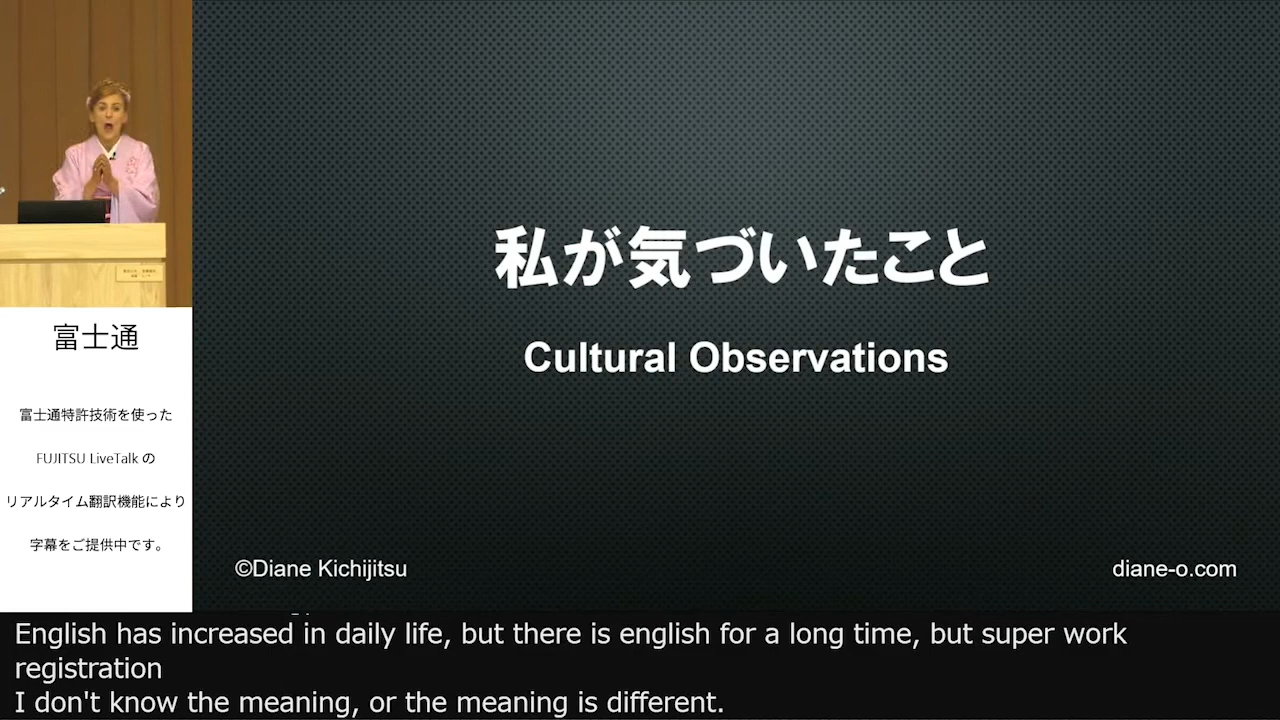 私が気づいたこと
Cultural Observations
©Diane Kichijitsu
diane-o.com
富士通
富士通特許技術を使った
FUJITSU LiveTalk の
リアルタイム翻訳機能により
字幕をご提供中です。
English has increased in daily life, but there is english for a long time, but super work
registration
I don't know the meaning, or the meaning is different.